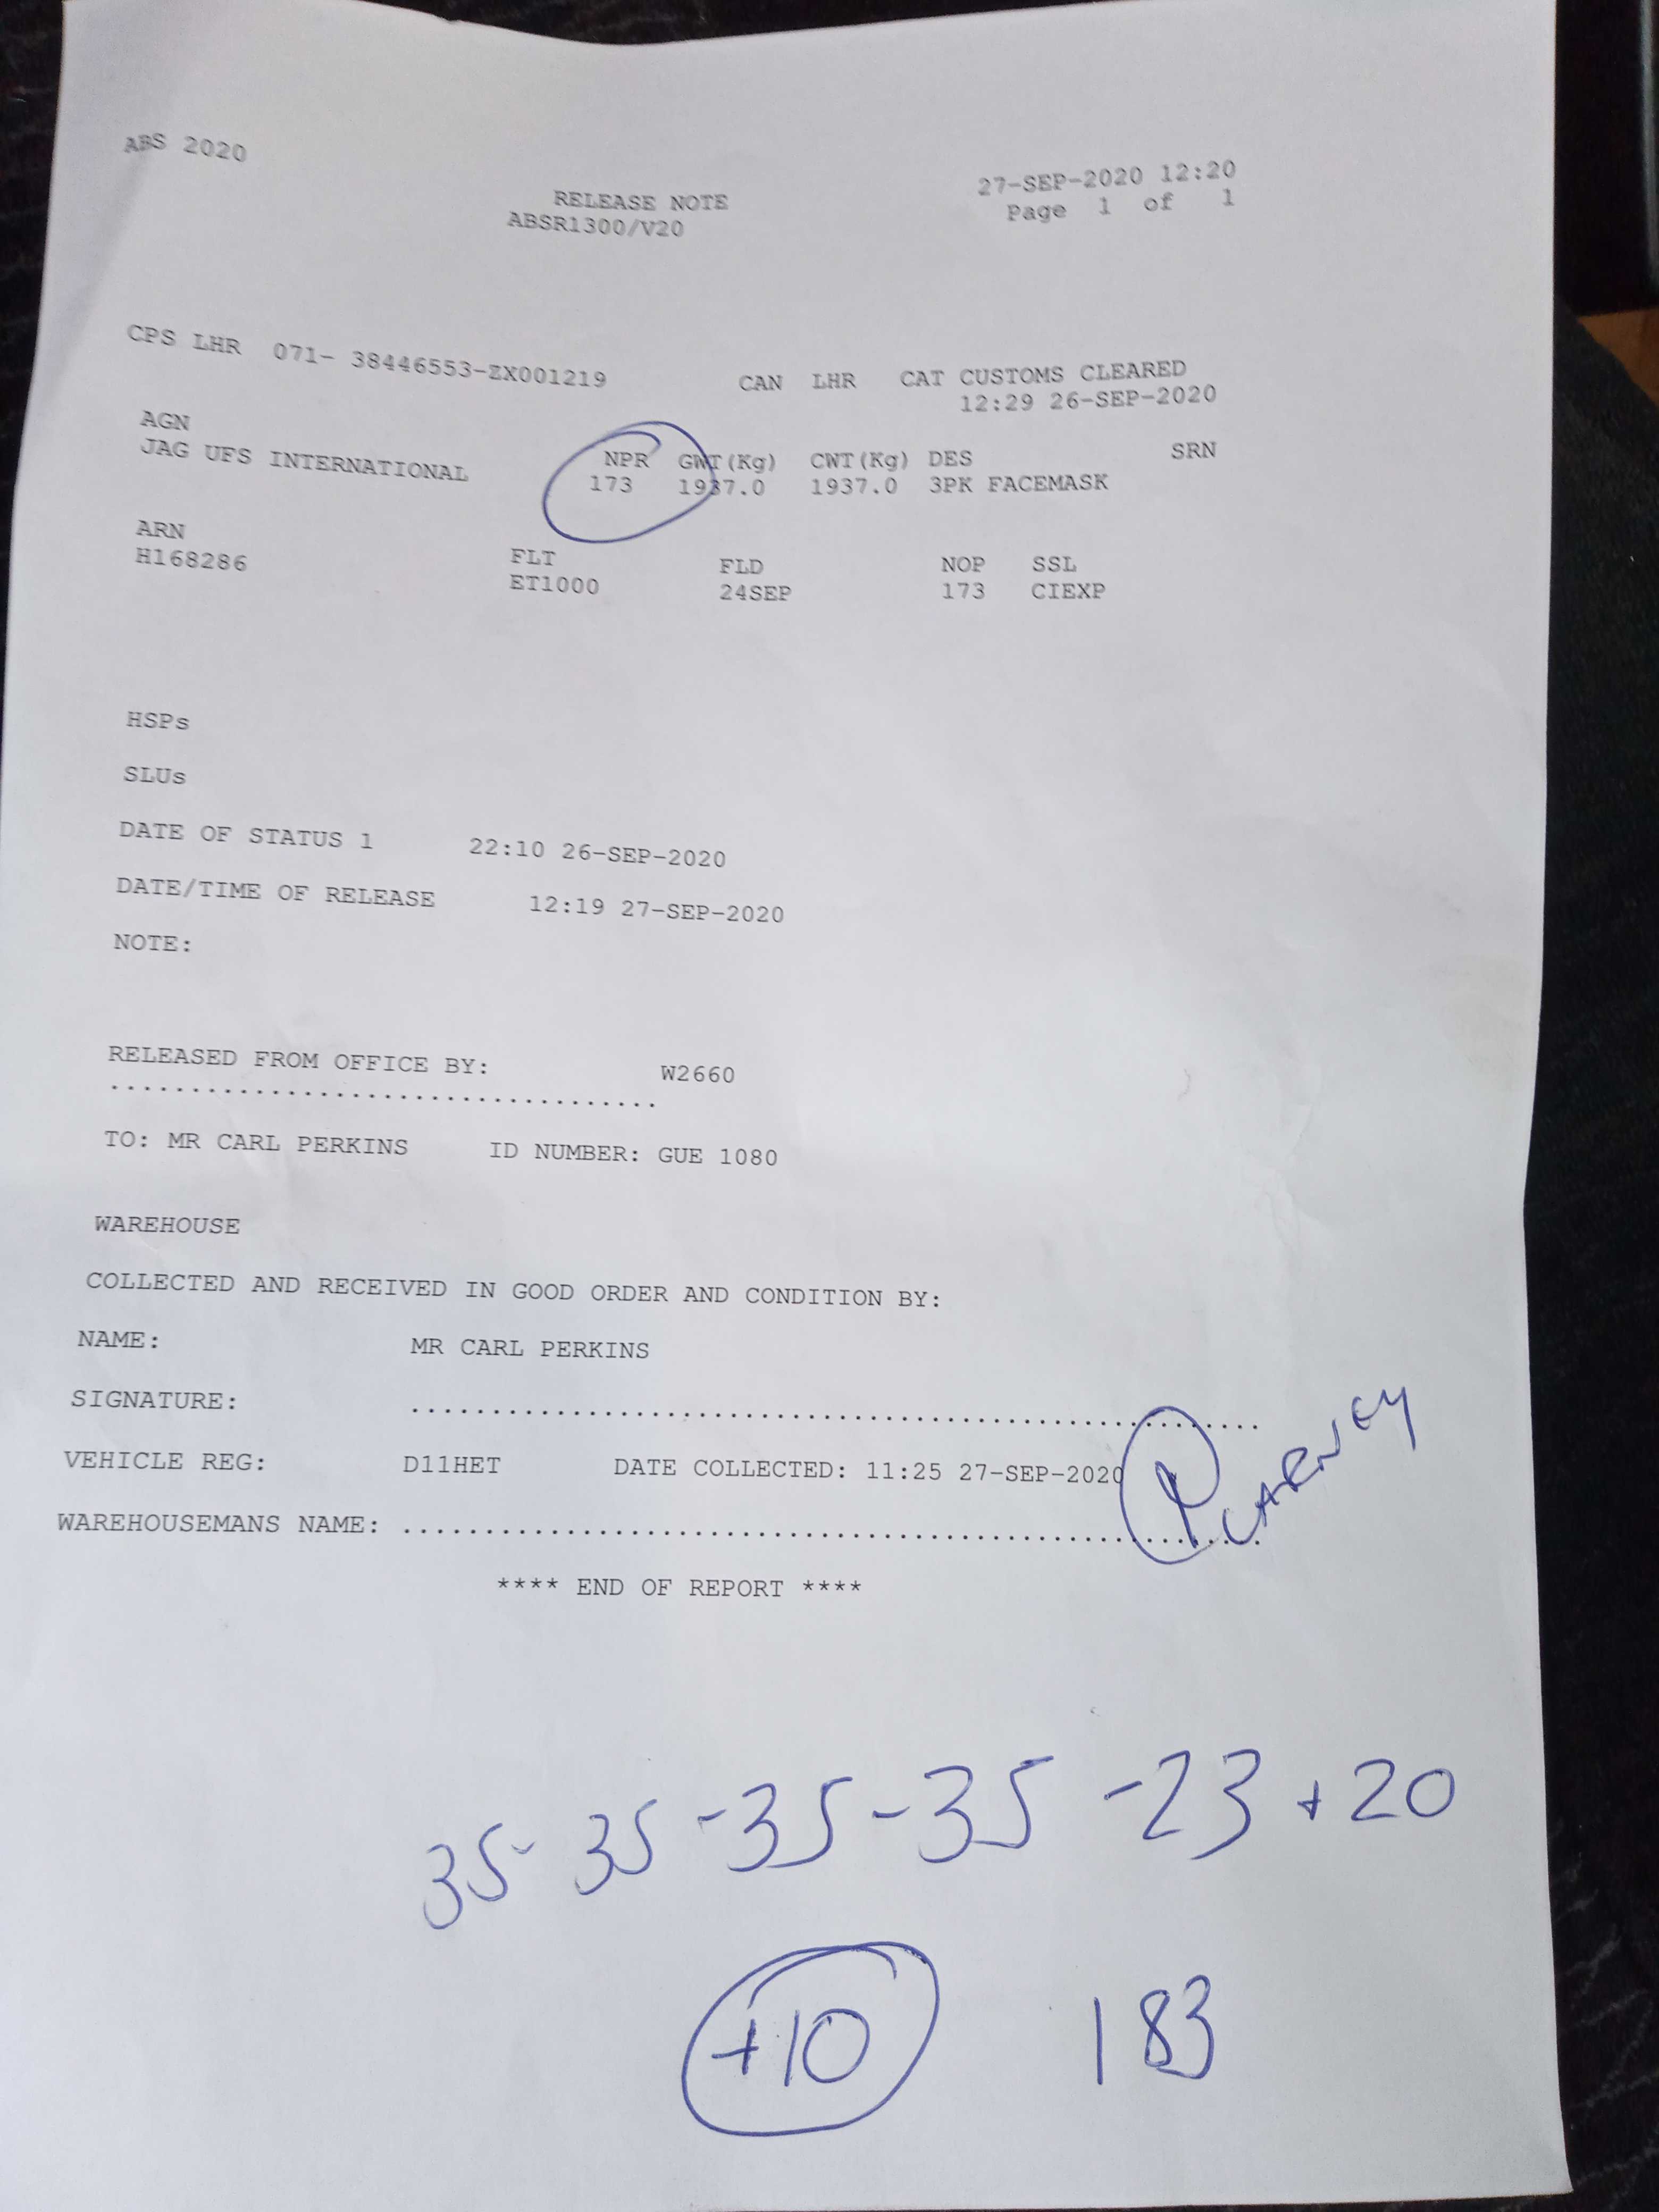 ABS 2020
27-SEP-2020 12:20
RELEASE NOTE
Page 1 of 1
ABSR1300/V20
CPS LHR 071- 38446553-ZX001219 CAN LHR CAT CUSTOMS CLEARED
12:29 26-SEP-2020
AGN NPR GWT(Kg) CWT(Kg) DES SRN
JAG UFS INTERNATIONAL 173 1937.0 1937.0 3PK FACEMASK
ARN FLT FLD NOP SSL
H168286 ET1000 24SEP 173 CIEXP
HSPs
SLUs
DATE OF STATUS 1 22:10 26-SEP-2020
DATE/TIME OF RELEASE 12:19 27-SEP-2020
NOTE:
RELEASED FROM OFFICE BY: W2660
.................................
TO: MR CARL PERKINS ID NUMBER: GUE 1080
WAREHOUSE
COLLECTED AND RECEIVED IN GOOD ORDER AND CONDITION BY:
NAME: MR CARL PERKINS
SIGNATURE: ....................................................
VEHICLE REG: D11HET DATE COLLECTED: 11:25 27-SEP-2020
P CARNEY
WAREHOUSEMANS NAME: ....................................................
**** END OF REPORT ****
35- 35 -35 -35 -23 +20
+10 183